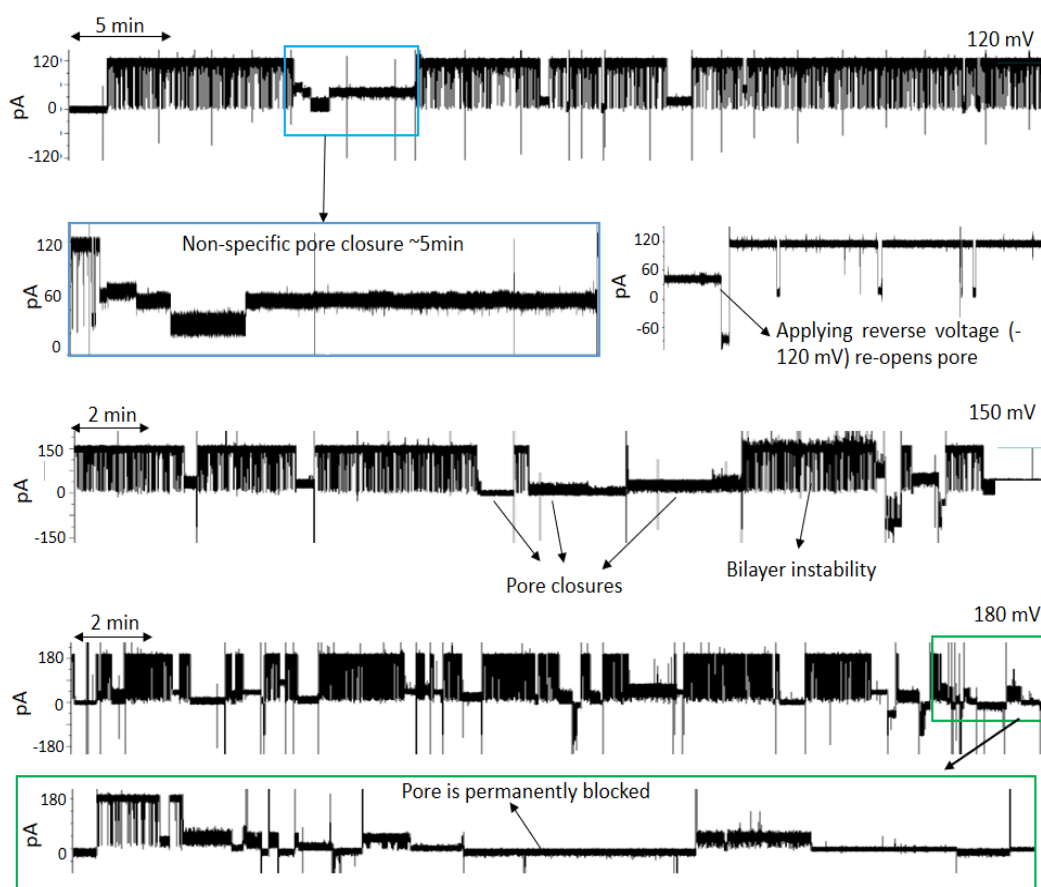 5 min
120 mV
120
0
-120
pA
Non-specific pore closure ~5min
120
60
0
pA
120
60
0
-60
pA
Applying reverse voltage (-
120 mV) re-opens pore
2 min
150 mV
150
0
-150
pA
Pore closures
Bilayer instability
2 min
180 mV
180
0
-180
pA
Pore is permanently blocked
180
0
pA